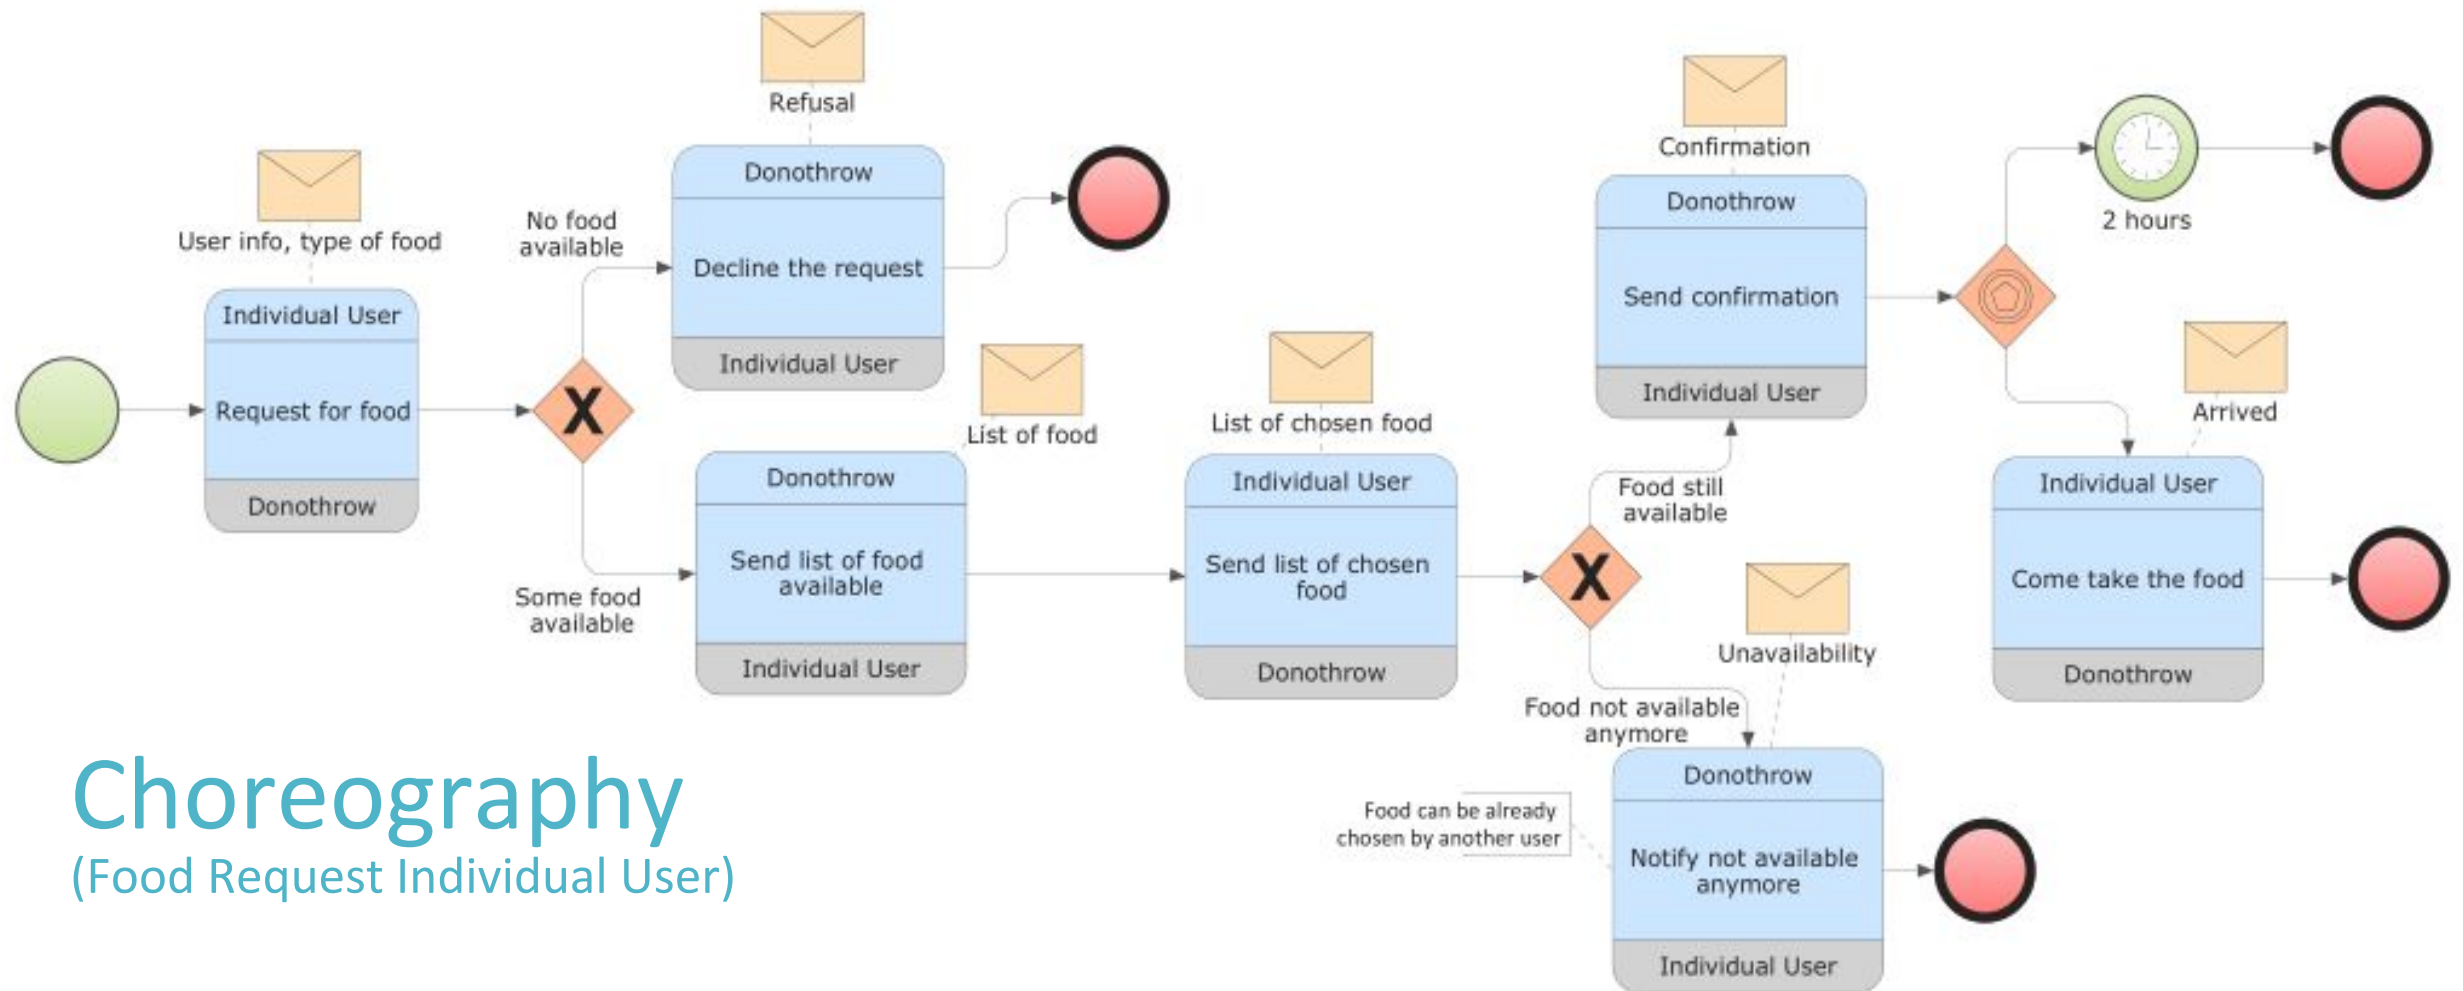 User info, type of food
Individual User
Request for food
Donothrow
No food
available
Some food
available
X
Refusal
Donothrow
Decline the request
Individual User
List of food
Donothrow
Send list of food
available
Individual User
List of chosen food
Individual User
Send list of chosen
food
Donothrow
X
Food still
available
Food not available
anymore
Confirmation
Donothrow
Send confirmation
Individual User
2 hours
Arrived
Individual User
Come take the food
Donothrow
Unavailability
Donothrow
Notify not available
anymore
Individual User
Food can be already
chosen by another user
Choreography
(Food Request Individual User)